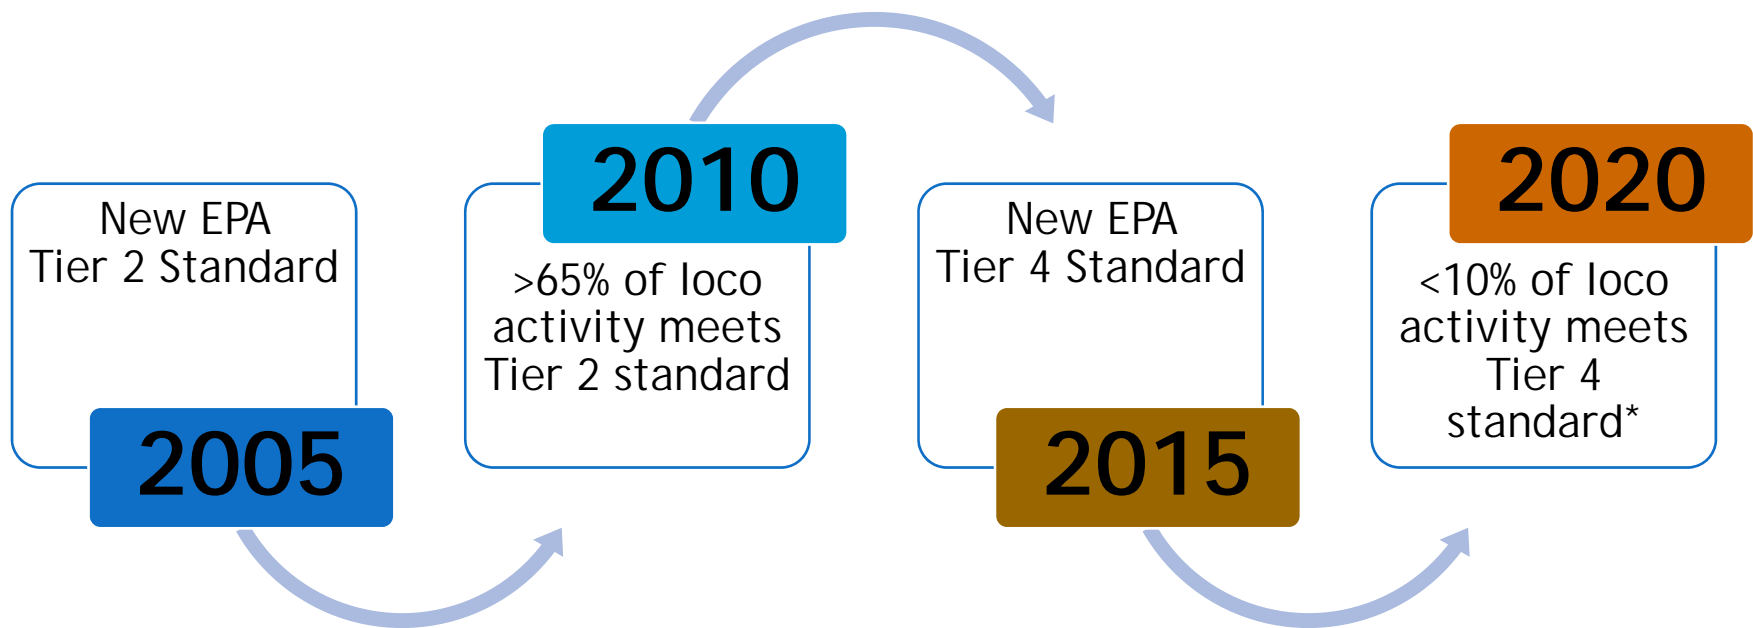 New EPA
Tier 2 Standard
2005
2010
>65% of loco
activity meets
Tier 2 standard
New EPA
Tier 4 Standard
2015
2020
<10% of loco
activity meets
Tier 4
standard*